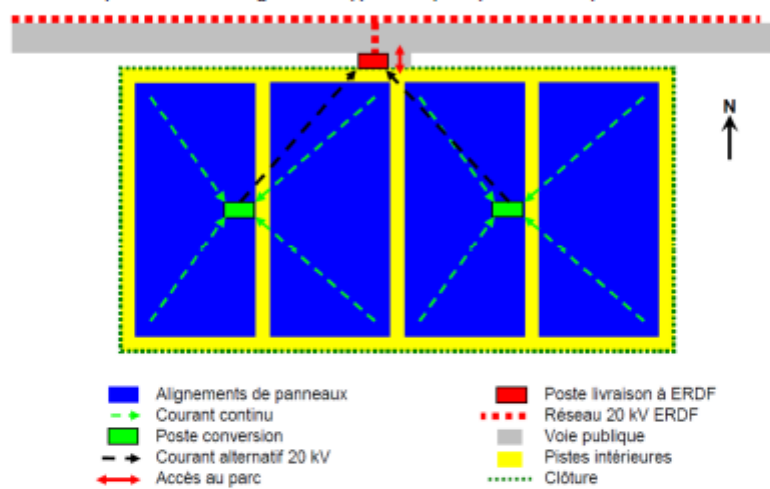 N
Alignements de panneaux
Courant continu
Poste conversion
Courant alternatif 20 kV
Accès au parc
Poste livraison à ERDF
Réseau 20 kV ERDF
Voie publique
Pistes intérieures
Clôture